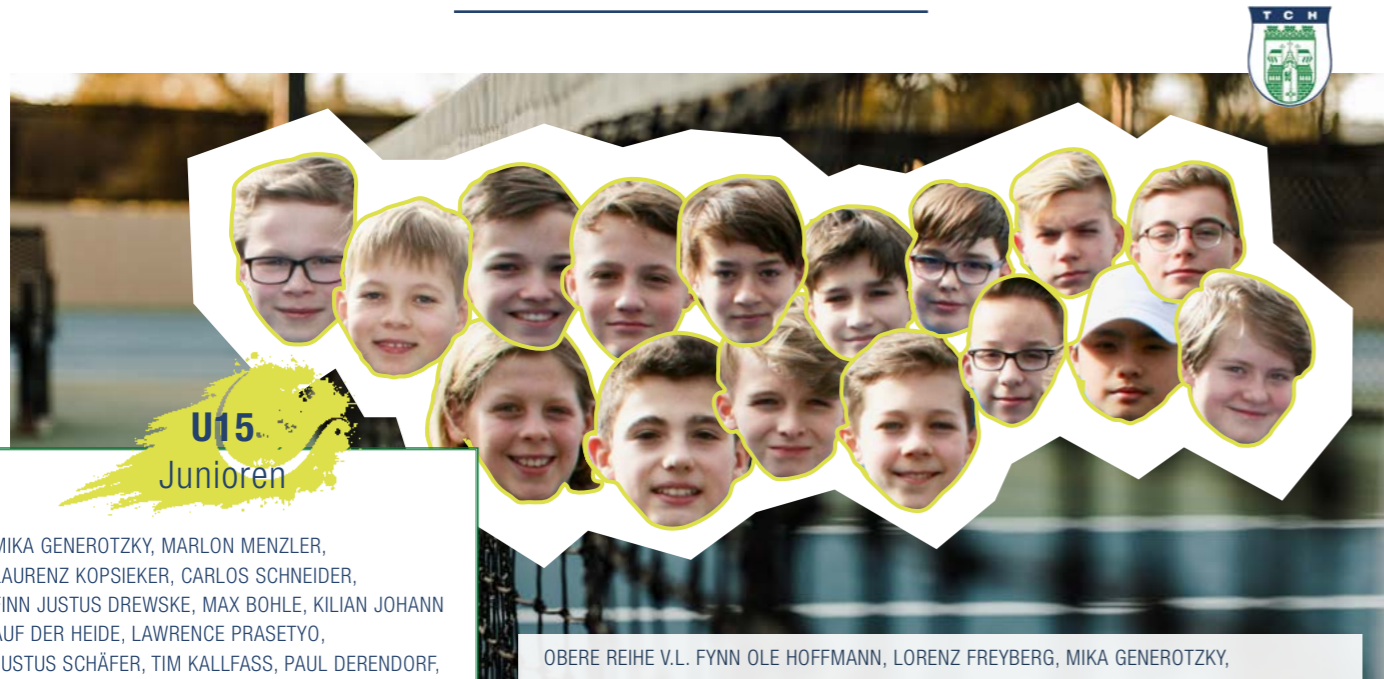 T C H
U15
Junioren
MIKA GENEROTZKY, MARLON MENZLER,
LAURENZ KOPSIEKER, CARLOS SCHNEIDER,
FINN JUSTUS DREWSKE, MAX BOHLE, KILIAN JOHANN
AUF DER HEIDE, LAWRENCE PRASETYO,
JUSTUS SCHÄFER, TIM KALLFASS, PAUL DERENDORF,
OBERE REIHE V.L. FYNN OLE HOFFMANN, LORENZ FREYBERG, MIKA GENEROTZKY,